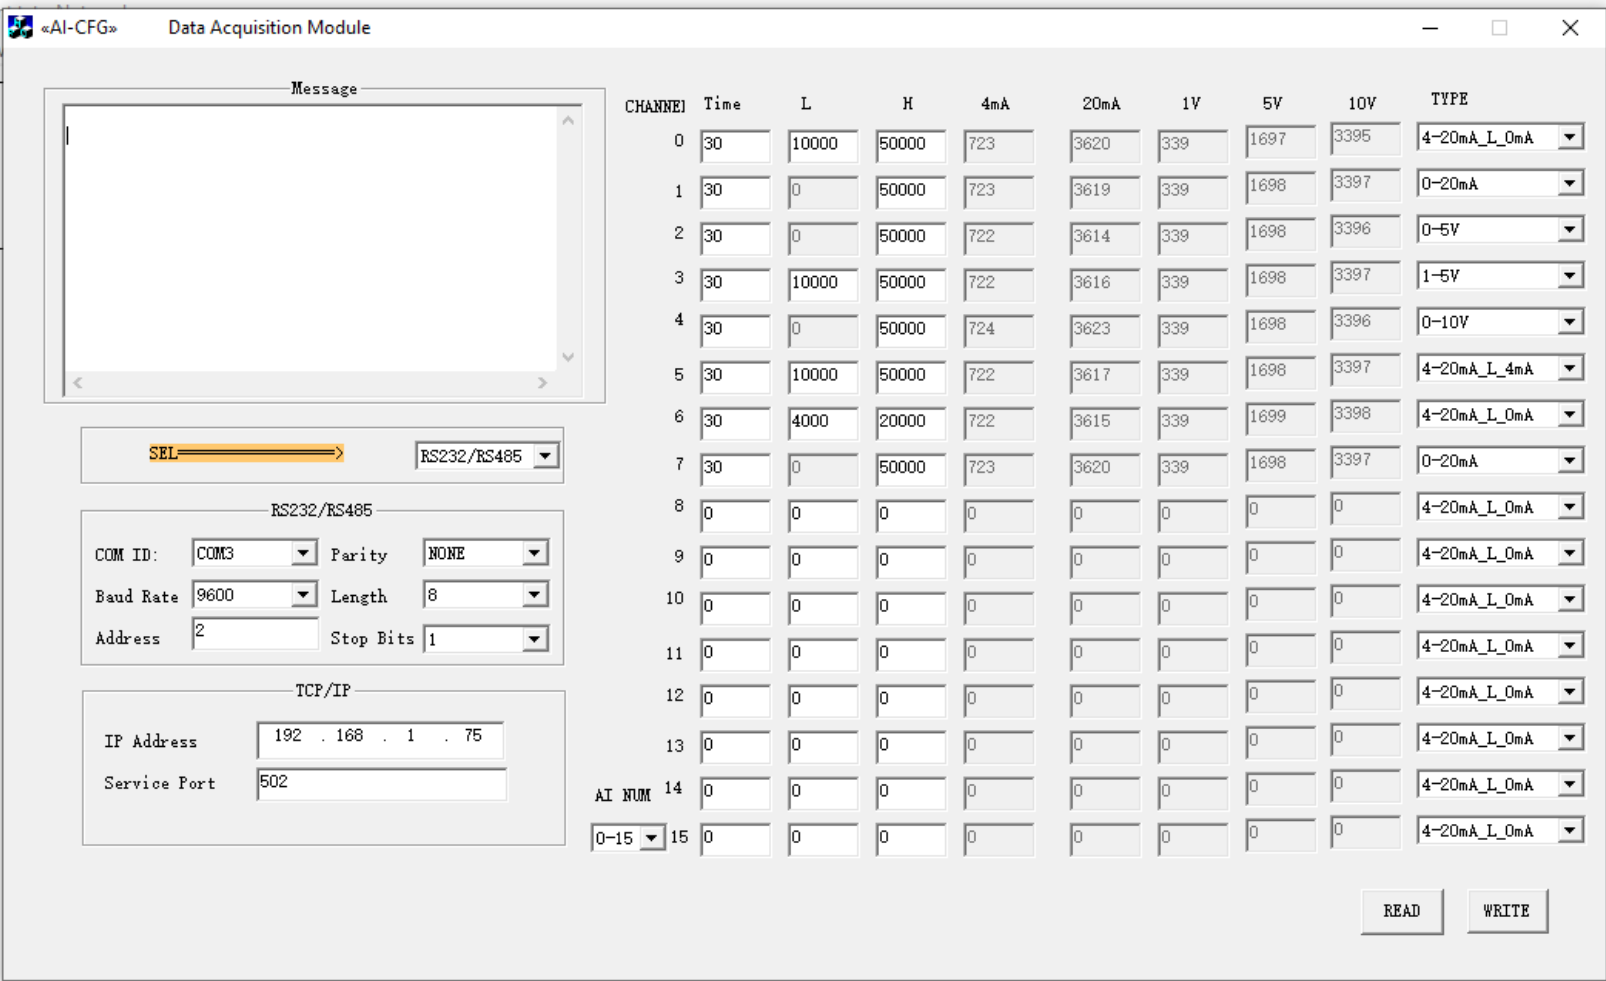 «AI-CFG» Data Acquisition Module
Message
SEL══════════> RS232/RS485
RS232/RS485
COM ID: COM3 Parity NONE
Baud Rate 9600 Length 8
Address 2 Stop Bits 1
TCP/IP
IP Address 192 . 168 . 1 . 75
Service Port 502
CHANNEl Time L H 4mA 20mA 1V 5V 10V TYPE
0 30 10000 50000 723 3620 339 1697 3395 4-20mA_L_0mA
1 30 0 50000 723 3619 339 1698 3397 0-20mA
2 30 0 50000 722 3614 339 1698 3396 0-5V
3 30 10000 50000 722 3616 339 1698 3397 1-5V
4 30 0 50000 724 3623 339 1698 3396 0-10V
5 30 10000 50000 722 3617 339 1698 3397 4-20mA_L_4mA
6 30 4000 20000 722 3615 339 1699 3398 4-20mA_L_0mA
7 30 0 50000 723 3620 339 1698 3397 0-20mA
8 0 0 0 0 0 0 0 0 4-20mA_L_0mA
9 0 0 0 0 0 0 0 0 4-20mA_L_0mA
10 0 0 0 0 0 0 0 0 4-20mA_L_0mA
11 0 0 0 0 0 0 0 0 4-20mA_L_0mA
12 0 0 0 0 0 0 0 0 4-20mA_L_0mA
13 0 0 0 0 0 0 0 0 4-20mA_L_0mA
14 0 0 0 0 0 0 0 0 4-20mA_L_0mA
15 0 0 0 0 0 0 0 0 4-20mA_L_0mA
AI NUM
0-15
READ WRITE